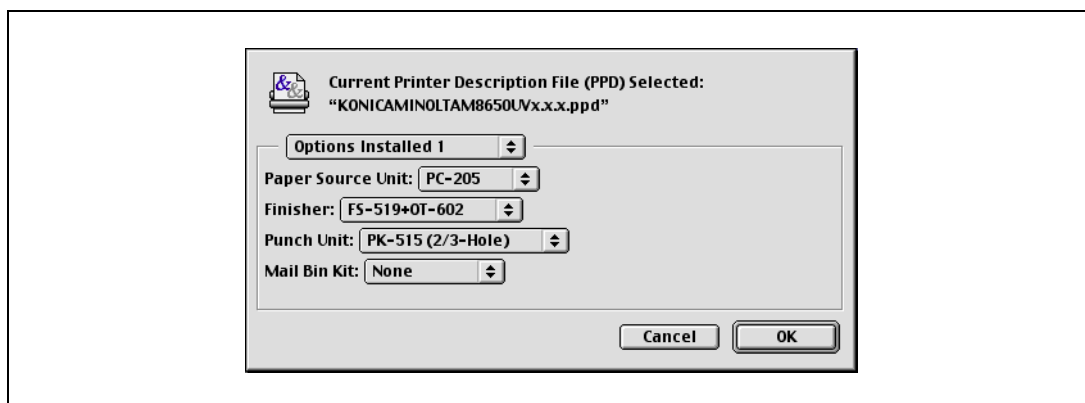 Current Printer Description File (PPD) Selected:
“KONICAMINOLTAM8650UVx.x.x.ppd”
Options Installed 1
Paper Source Unit: PC-205
Finisher: FS-519+OT-602
Punch Unit: PK-515 (2/3-Hole)
Mail Bin Kit: None
Cancel OK